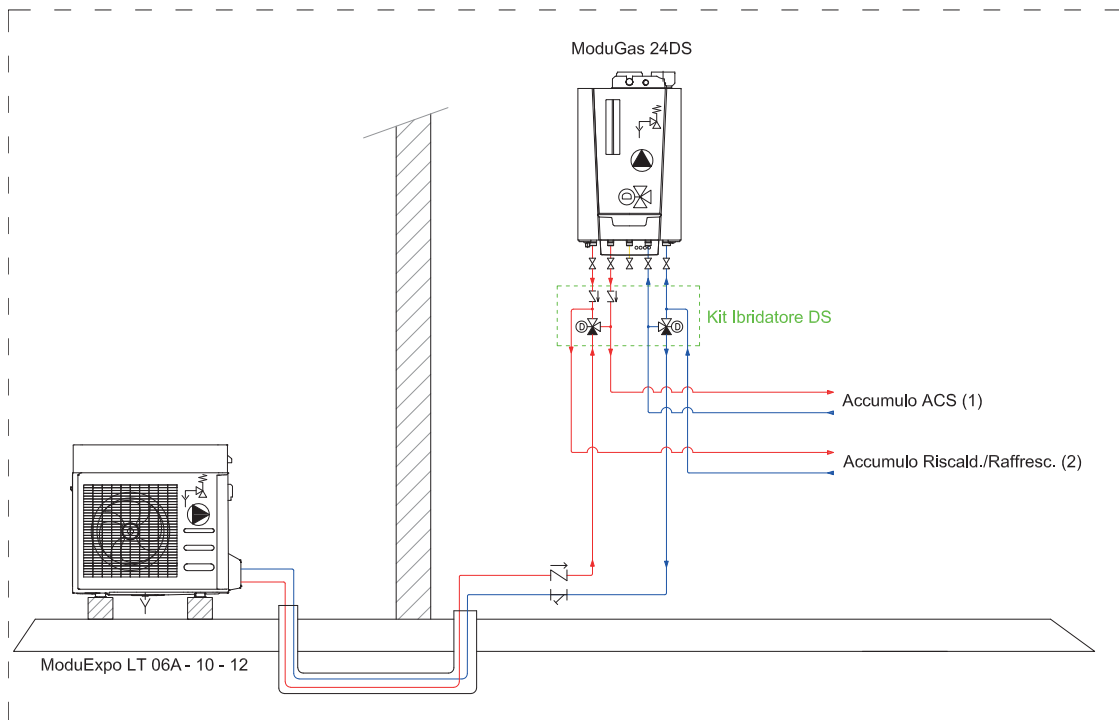 ModuGas 24DS
D
Kit Ibridatore DS
D
D
Accumulo ACS (1)
Accumulo Riscald./Raffresc. (2)
ModuExpo LT 06A - 10 - 12